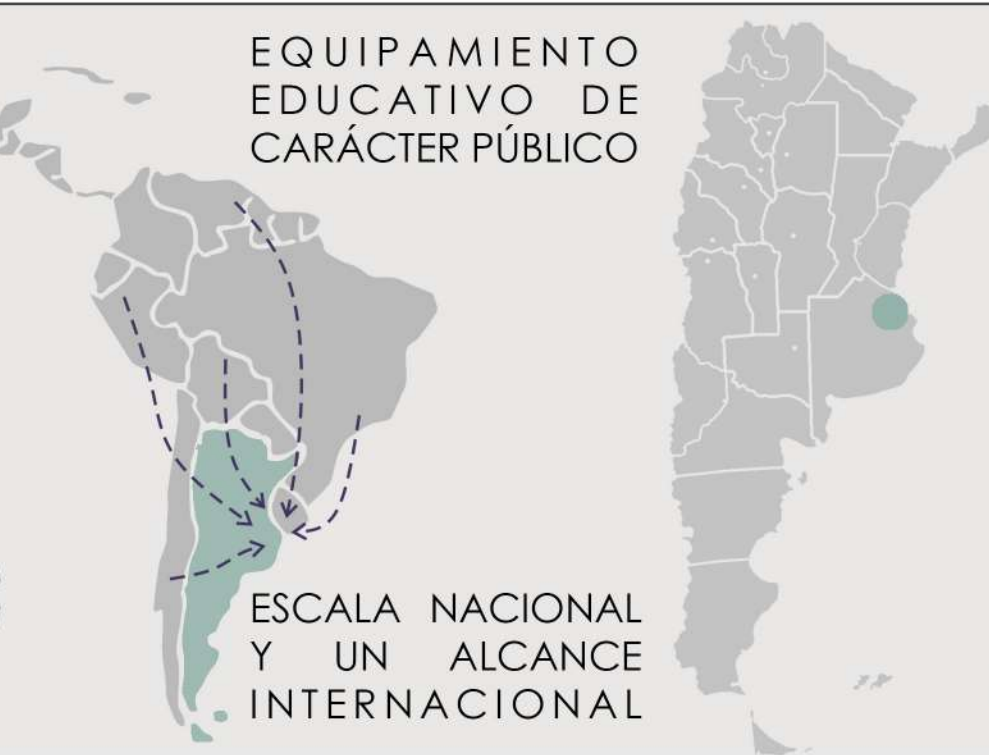 EQUIPAMIENTO
EDUCATIVO DE
CARÁCTER PÚBLICO
ESCALA NACIONAL
Y UN ALCANCE
INTERNACIONAL